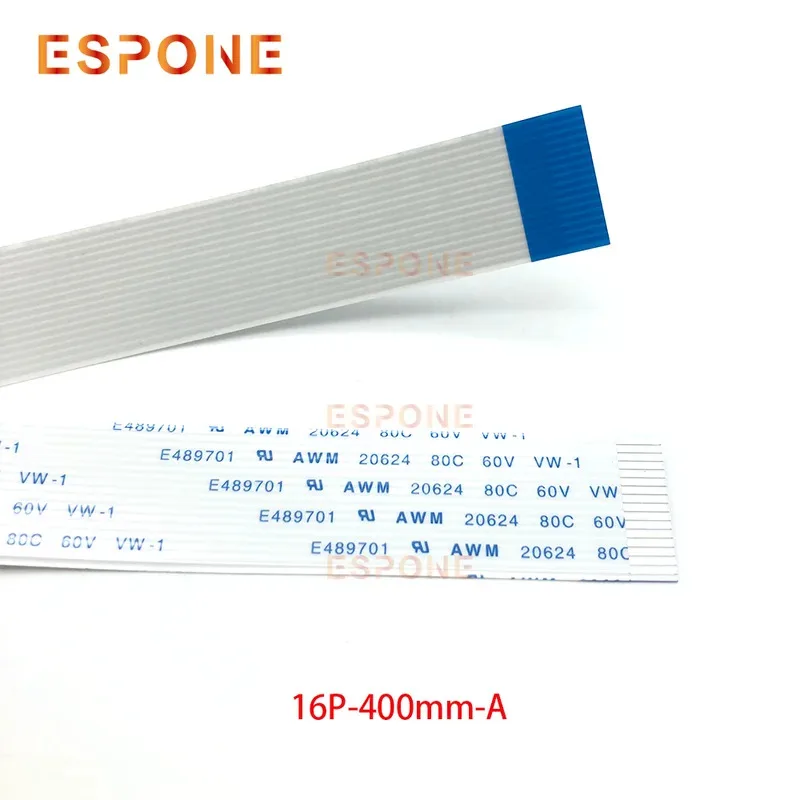 ESPONE
ESPONE
ESPONE
E489701 AWM 20624 80C 60V VW-1
-1 E489701 AWM 20624 80C 60V VW-1
VW-1 E489701 AWM 20624 80C 60V VW
60V VW-1 E489701 AWM 20624 80C 60V
80C 60V VW-1 E489701 AWM 20624 80C
ESPONE AWM
16P-400mm-A